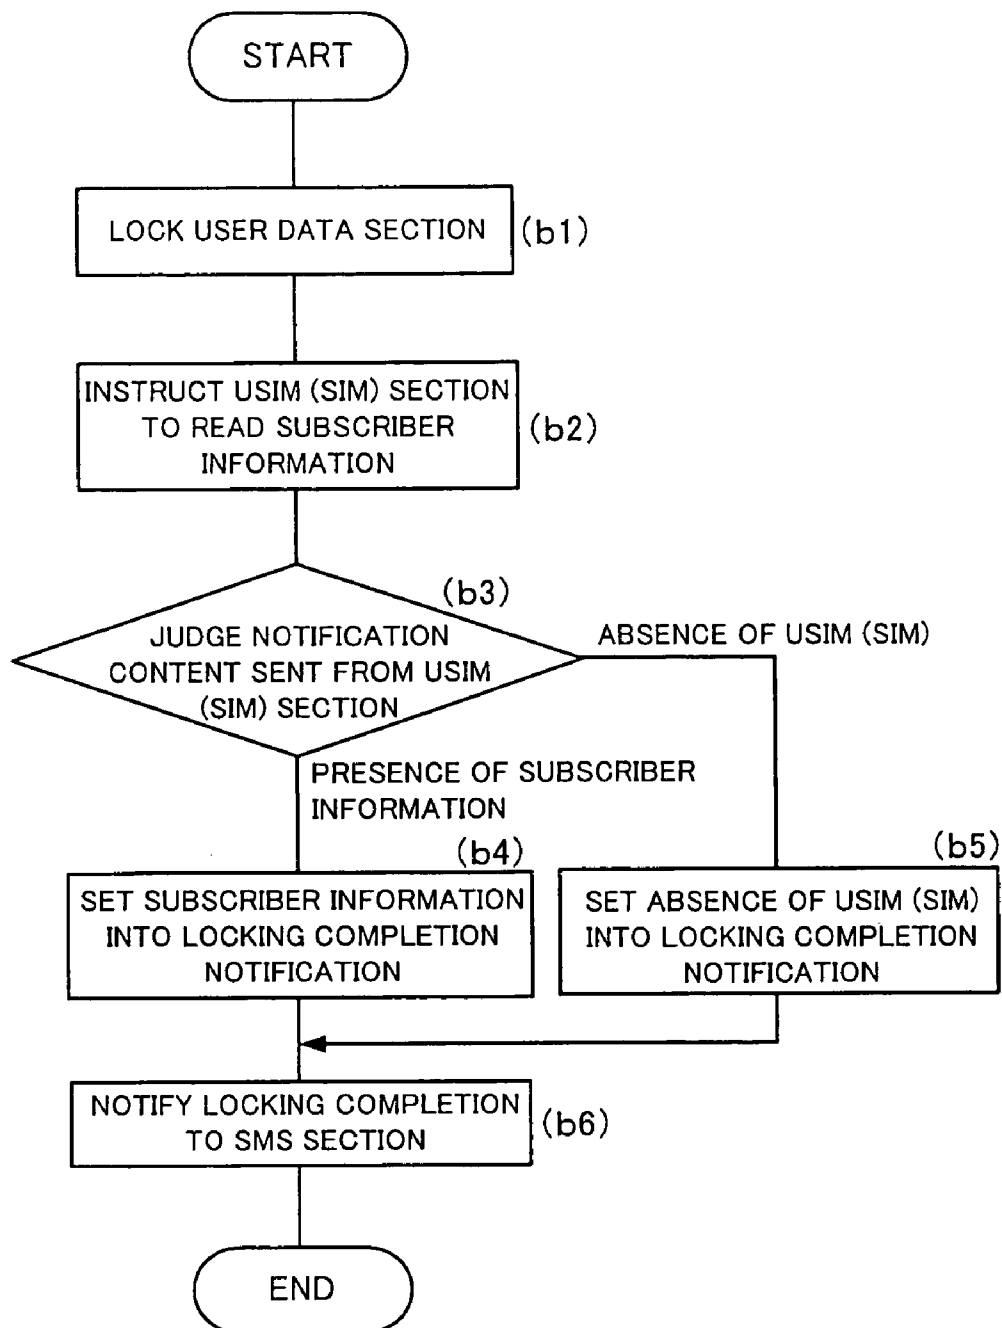 START
LOCK USER DATA SECTION
(b1)
INSTRUCT USIM (SIM) SECTION
TO READ SUBSCRIBER
INFORMATION
(b2)
(b3)
JUDGE NOTIFICATION
CONTENT SENT FROM USIM
(SIM) SECTION
ABSENCE OF USIM (SIM)
PRESENCE OF SUBSCRIBER
INFORMATION
(b4)
SET SUBSCRIBER INFORMATION
INTO LOCKING COMPLETION
NOTIFICATION
(b5)
SET ABSENCE OF USIM (SIM)
INTO LOCKING COMPLETION
NOTIFICATION
NOTIFY LOCKING COMPLETION
TO SMS SECTION
(b6)
END